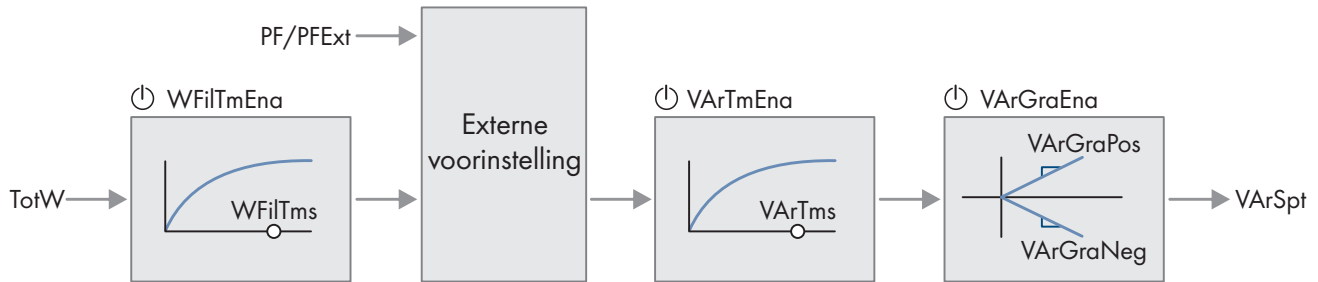 PF/PFExt
WFilTmEna
VArTmEna
VArGraEna
Externe
voorinstelling
VArGraPos
TotW
WFilTms
VArTms
VArSpt
VArGraNeg